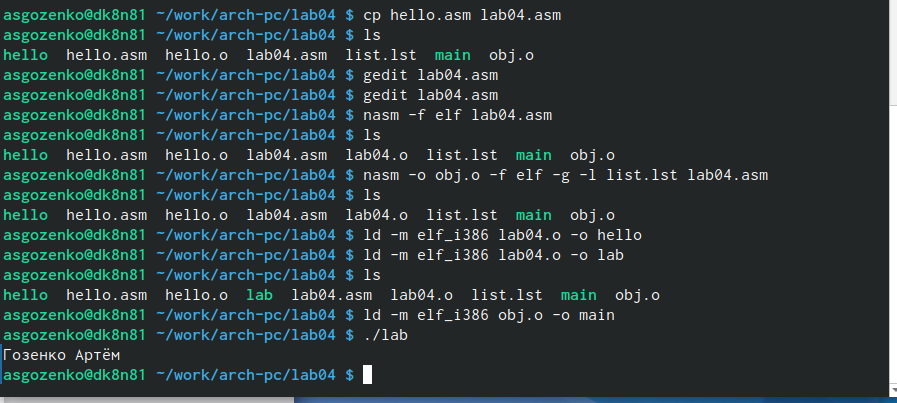 asgozenko@dk8n81 ~/work/arch-pc/lab04 $ cp hello.asm lab04.asm
asgozenko@dk8n81 ~/work/arch-pc/lab04 $ ls
hello  hello.asm  hello.o  lab04.asm  list.lst  main  obj.o
asgozenko@dk8n81 ~/work/arch-pc/lab04 $ gedit lab04.asm
asgozenko@dk8n81 ~/work/arch-pc/lab04 $ gedit lab04.asm
asgozenko@dk8n81 ~/work/arch-pc/lab04 $ nasm -f elf lab04.asm
asgozenko@dk8n81 ~/work/arch-pc/lab04 $ ls
hello  hello.asm  hello.o  lab04.asm  lab04.o  list.lst  main  obj.o
asgozenko@dk8n81 ~/work/arch-pc/lab04 $ nasm -o obj.o -f elf -g -l list.lst lab04.asm
asgozenko@dk8n81 ~/work/arch-pc/lab04 $ ls
hello  hello.asm  hello.o  lab04.asm  lab04.o  list.lst  main  obj.o
asgozenko@dk8n81 ~/work/arch-pc/lab04 $ ld -m elf_i386 lab04.o -o hello
asgozenko@dk8n81 ~/work/arch-pc/lab04 $ ld -m elf_i386 lab04.o -o lab
asgozenko@dk8n81 ~/work/arch-pc/lab04 $ ls
hello  hello.asm  hello.o  lab  lab04.asm  lab04.o  list.lst  main  obj.o
asgozenko@dk8n81 ~/work/arch-pc/lab04 $ ld -m elf_i386 obj.o -o main
asgozenko@dk8n81 ~/work/arch-pc/lab04 $ ./lab
Гозенко Артём
asgozenko@dk8n81 ~/work/arch-pc/lab04 $